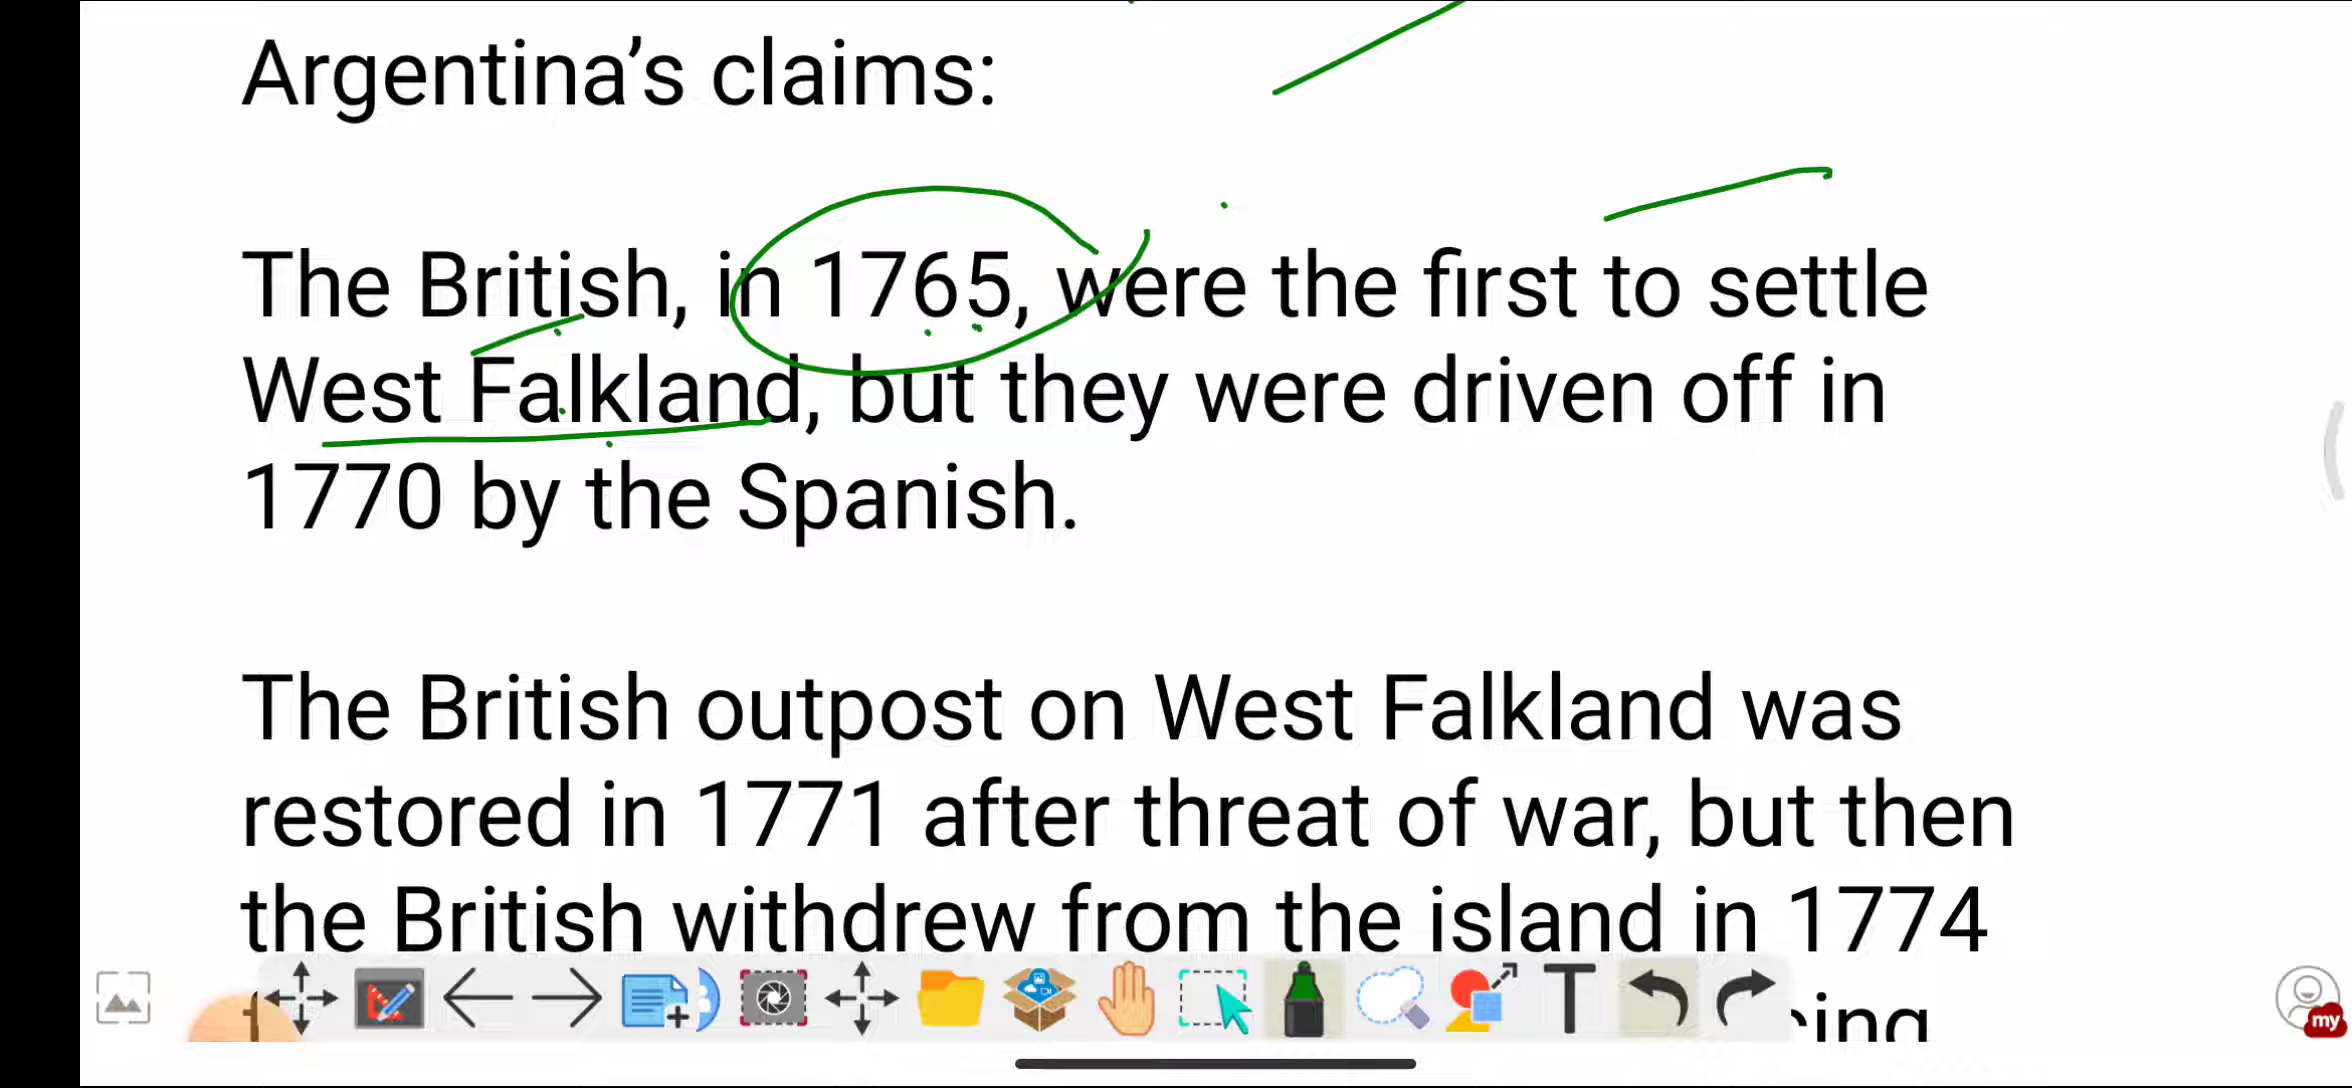 Argentina’s claims:
The British, in 1765, were the first to settle
West Falkland, but they were driven off in
1770 by the Spanish.
The British outpost on West Falkland was
restored in 1771 after threat of war, but then
the British withdrew from the island in 1774
T
my